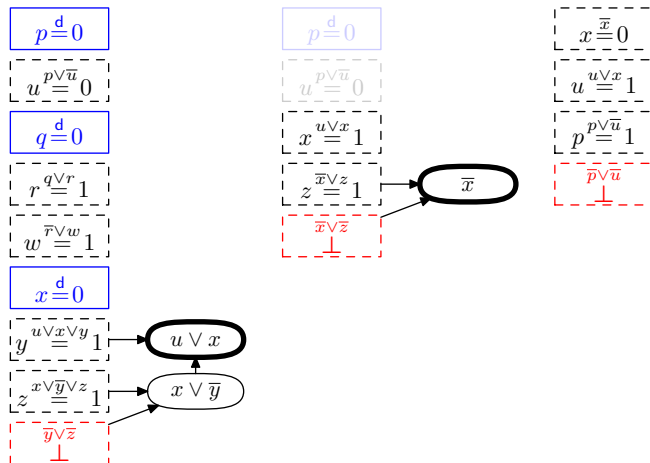 p =^d 0
u =^{p∨u̅} 0
q =^d 0
r =^{q∨r} 1
w =^{r̅∨w} 1
x =^d 0
y =^{u∨x∨y} 1
u ∨ x
z =^{x∨y̅∨z} 1
x ∨ y̅
y̅∨z̅
⊥
p =^d 0
u =^{p∨u̅} 0
x =^{u∨x} 1
z =^{x̅∨z} 1
x̅
x̅∨z̅
⊥
x =^{x̅} 0
u =^{u∨x} 1
p =^{p∨u̅} 1
p̅∨u̅
⊥